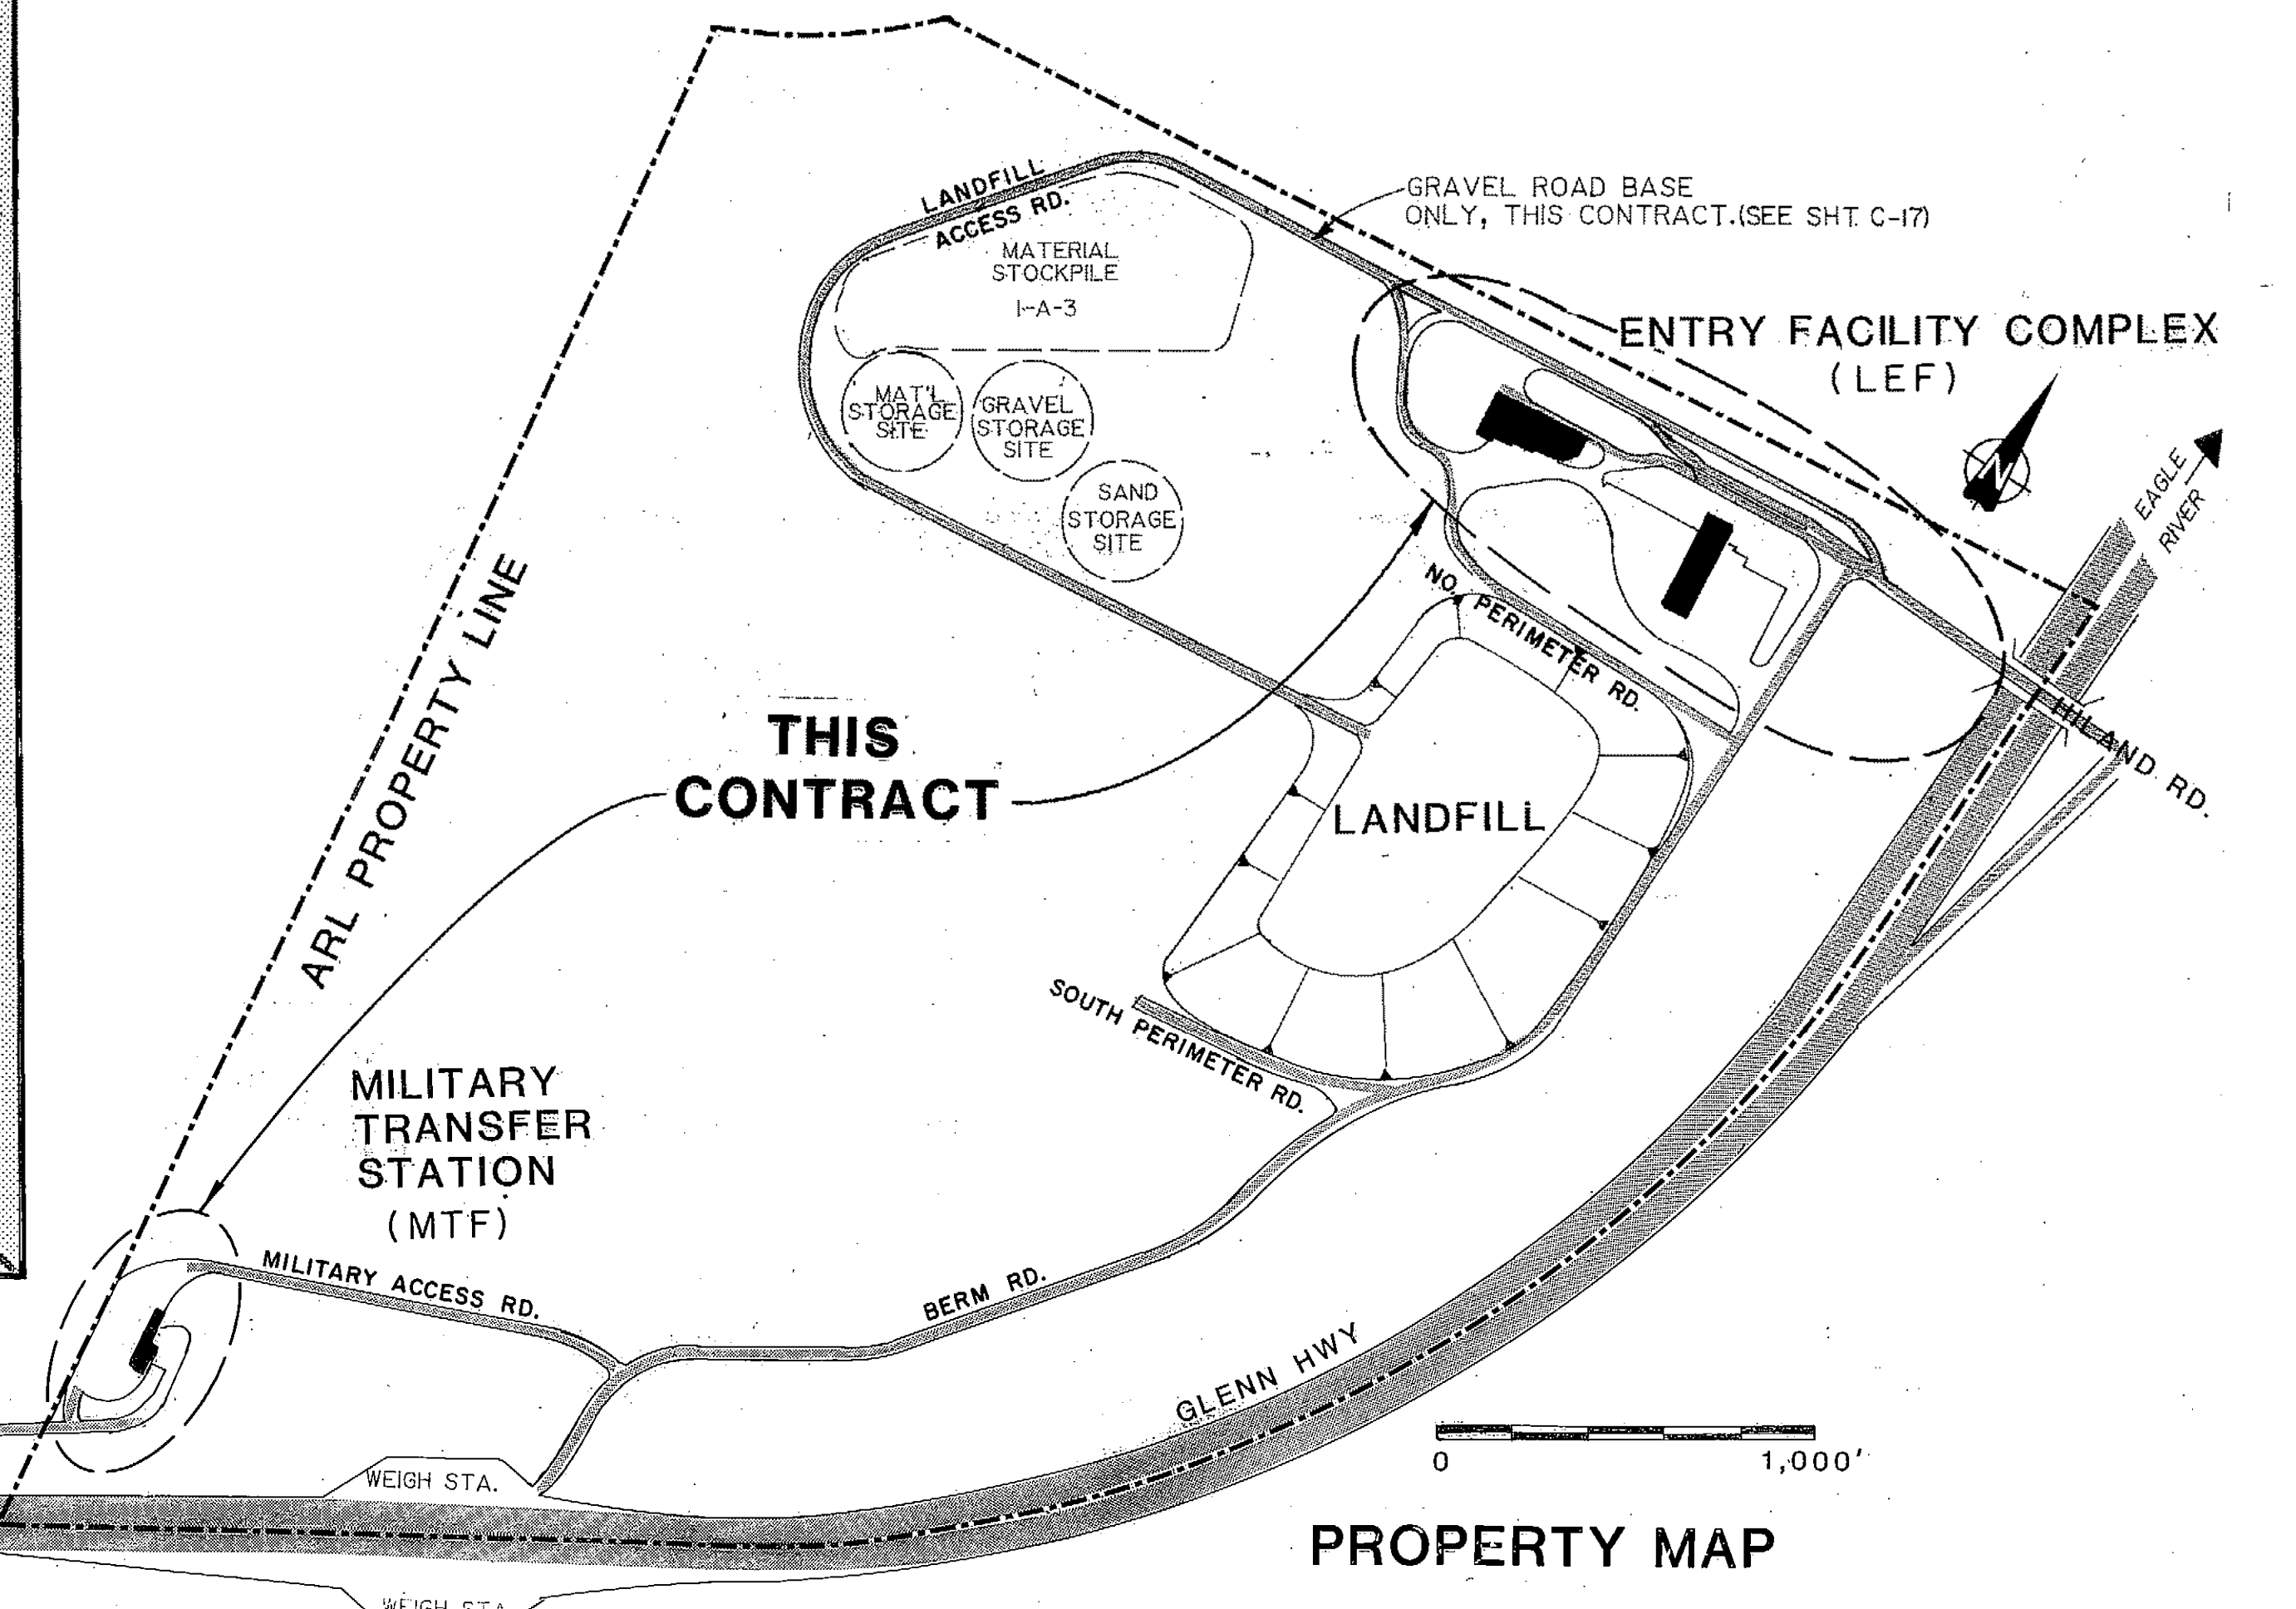 LANDFILL
ACCESS RD.
GRAVEL ROAD BASE
ONLY, THIS CONTRACT.(SEE SHT. C-17)
MATERIAL
STOCKPILE
1-A-3
ENTRY FACILITY COMPLEX
(LEF)
MAT'L
STORAGE
SITE
GRAVEL
STORAGE
SITE
SAND
STORAGE
SITE
N
EAGLE
RIVER
NO. PERIMETER RD.
ARL PROPERTY LINE
THIS
CONTRACT
HILAND RD.
LANDFILL
SOUTH PERIMETER RD.
MILITARY
TRANSFER
STATION
(MTF)
MILITARY ACCESS RD.
BERM RD.
GLENN HWY
WEIGH STA.
0 1,000'
PROPERTY MAP
WEIGH STA.